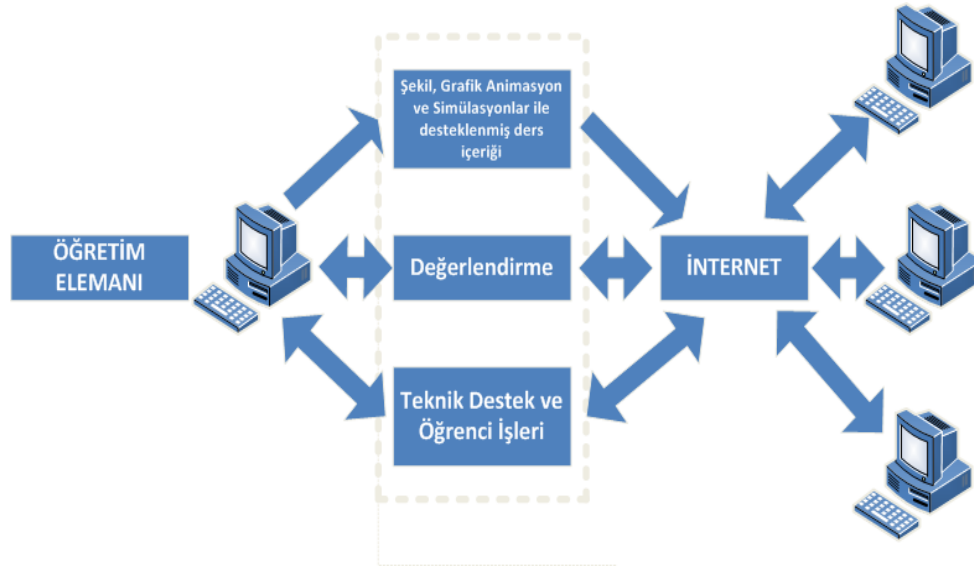 Şekil, Grafik Animasyon
ve Simülasyonlar ile
desteklenmiş ders
içeriği
ÖĞRETİM
ELEMANI
Değerlendirme
İNTERNET
Teknik Destek ve
Öğrenci İşleri